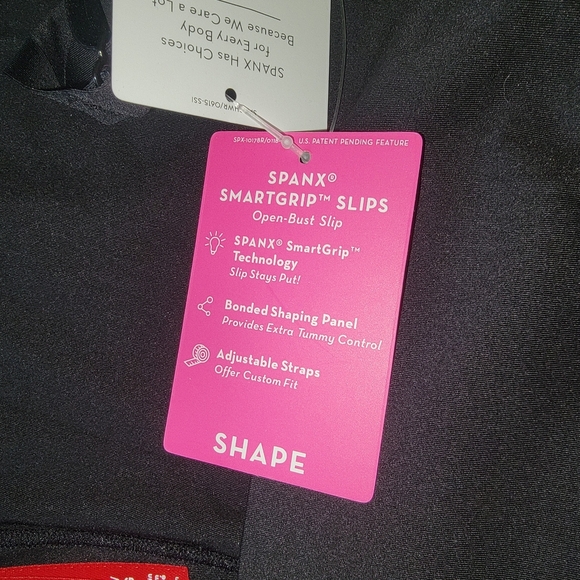 SPANX Has Choices
for Every Body
Because We Care a Lot
U.S. PATENT PENDING FEATURE
SPANX®
SMARTGRIP™ SLIPS
Open-Bust Slip
SPANX® SmartGrip™
Technology
Slip Stays Put!
Bonded Shaping Panel
Provides Extra Tummy Control
Adjustable Straps
Offer Custom Fit
SHAPE